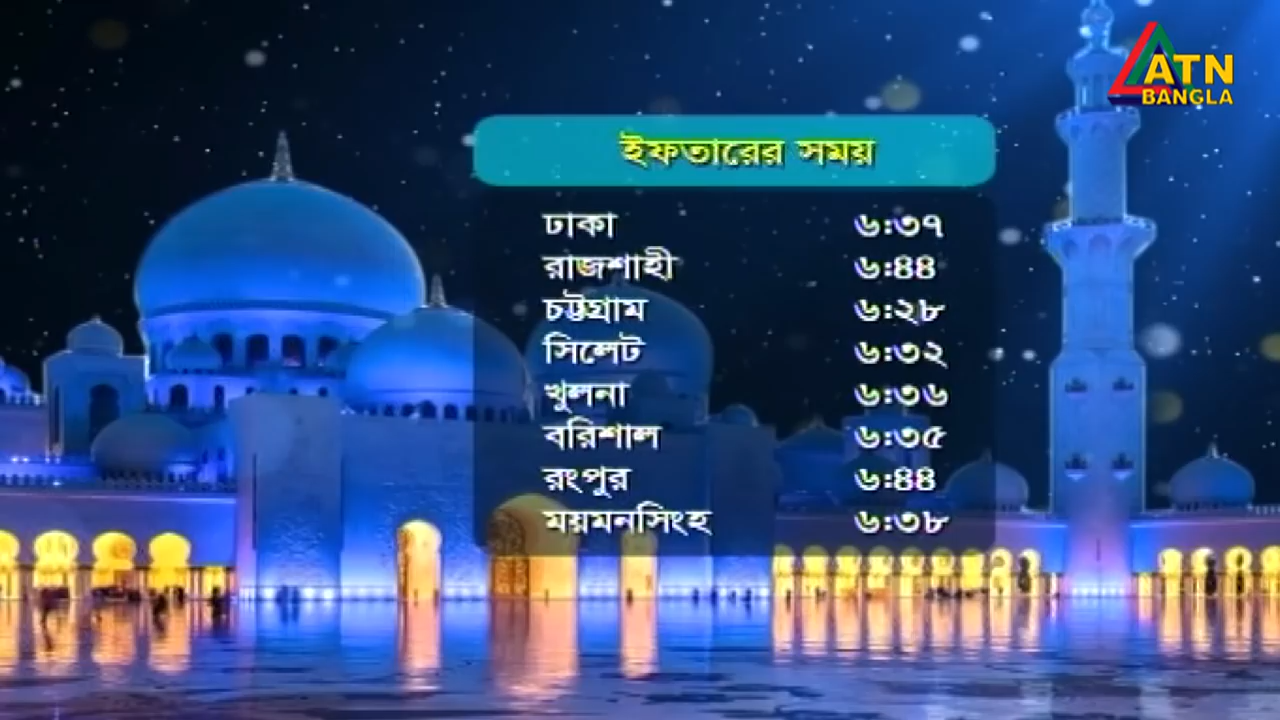 ATN
BANGLA
ইফতারের সময়
ঢাকা ৬:৩৭
রাজশাহী ৬:৪৪
চট্টগ্রাম ৬:২৮
সিলেট ৬:৩২
খুলনা ৬:৩৬
বরিশাল ৬:৩৫
রংপুর ৬:৪৪
ময়মনসিংহ ৬:৩৮